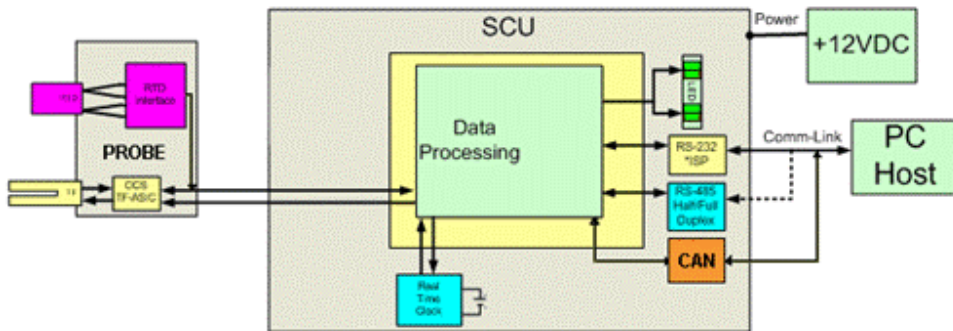 SCU
Power
+12VDC
RTD
Interface
PROBE
TF
CCS
TF-ASIC
Data
Processing
LED
RS-232
*ISP
Comm-Link
PC
Host
RS-485
Half/Full
Duplex
CAN
Real
Time
Clock